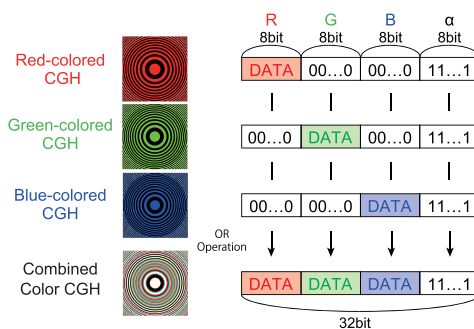 R G B α
8bit 8bit 8bit 8bit
Red-colored
CGH
DATA 00...0 00...0 11...1
Green-colored
CGH
00...0 DATA 00...0 11...1
Blue-colored
CGH
00...0 00...0 DATA 11...1
OR
Operation
Combined
Color CGH
DATA DATA DATA 11...1
32bit